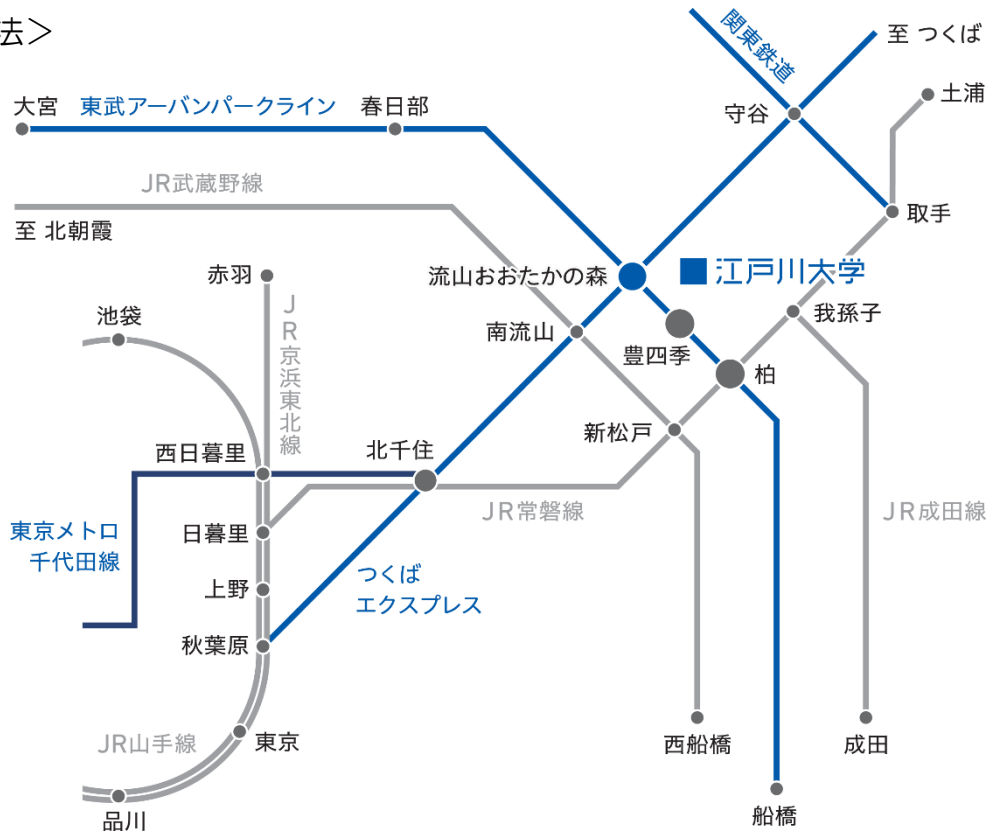 法＞
関東鉄道
至 つくば
大宮
東武アーバンパークライン
春日部
守谷
土浦
JR武蔵野線
至 北朝霞
取手
赤羽
流山おおたかの森
江戸川大学
JR京浜東北線
池袋
南流山
豊四季
我孫子
柏
新松戸
西日暮里
北千住
東京メトロ
千代田線
日暮里
JR常磐線
JR成田線
上野
つくば
エクスプレス
秋葉原
JR山手線
東京
西船橋
成田
品川
船橋